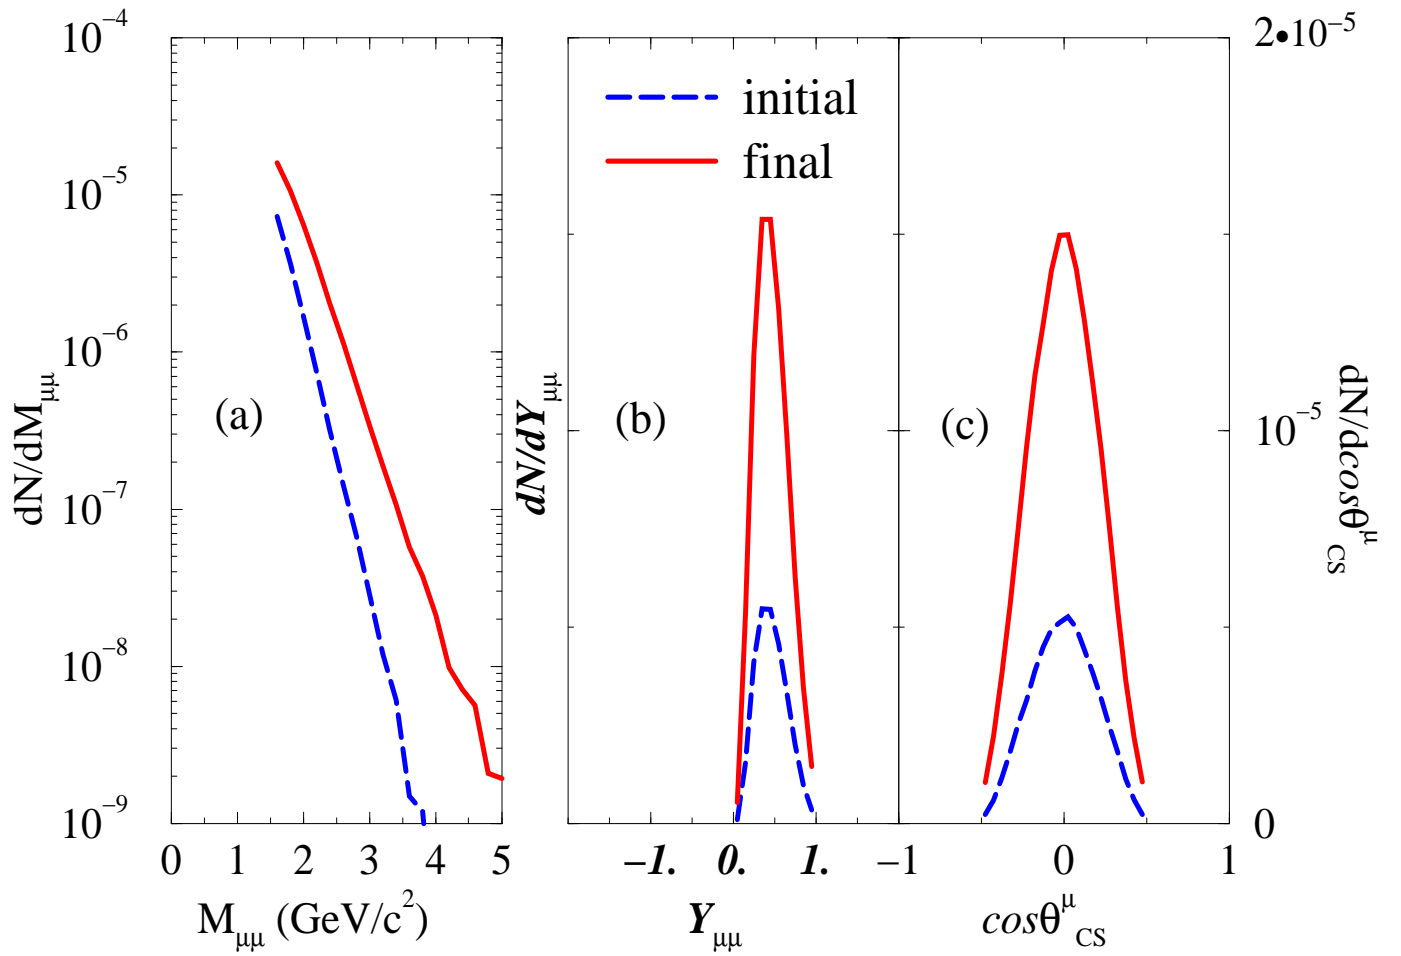 10⁻⁴
10⁻⁵
10⁻⁶
10⁻⁷
10⁻⁸
10⁻⁹
dN/dM_μμ
(a)
0 1 2 3 4 5
M_μμ (GeV/c²)
initial
final
dN/dY_μμ
(b)
−1. 0. 1.
Y_μμ
(c)
−1 0 1
cosθ^μ_CS
2•10⁻⁵
10⁻⁵
0
dN/dcosθ^μ_CS